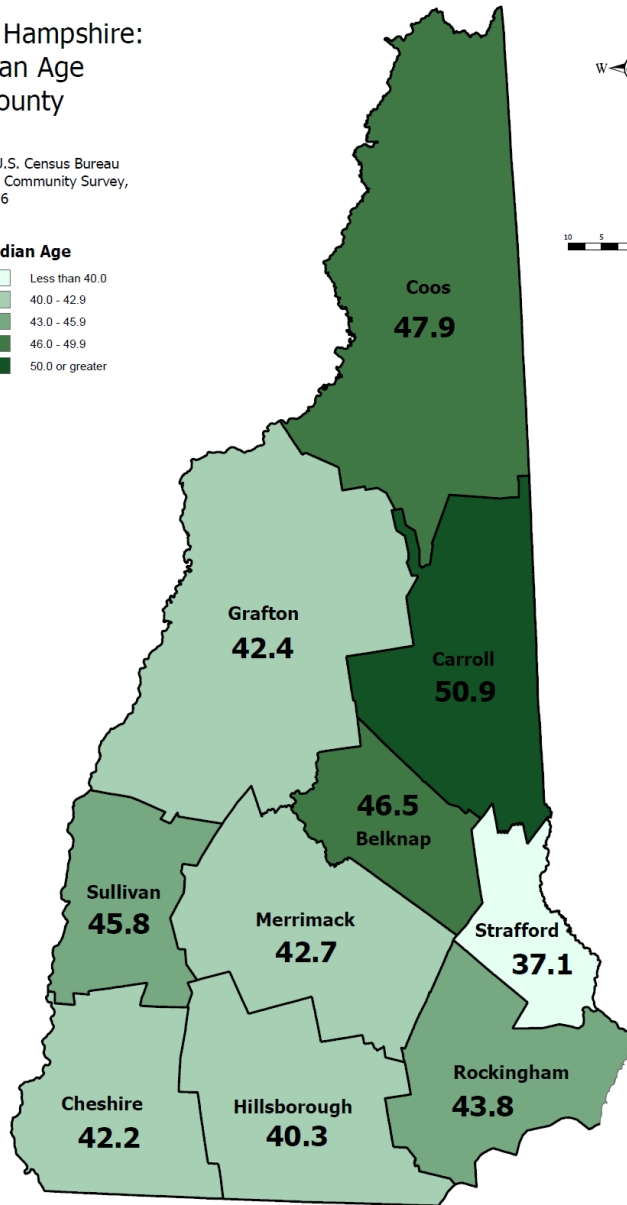 Hampshire:
an Age
ounty
J.S. Census Bureau
Community Survey,
6
dian Age
Less than 40.0
40.0 - 42.9
43.0 - 45.9
46.0 - 49.9
50.0 or greater
W
10 5
Coos
47.9
Grafton
42.4
Carroll
50.9
46.5
Belknap
Sullivan
45.8
Merrimack
42.7
Strafford
37.1
Rockingham
43.8
Cheshire
42.2
Hillsborough
40.3